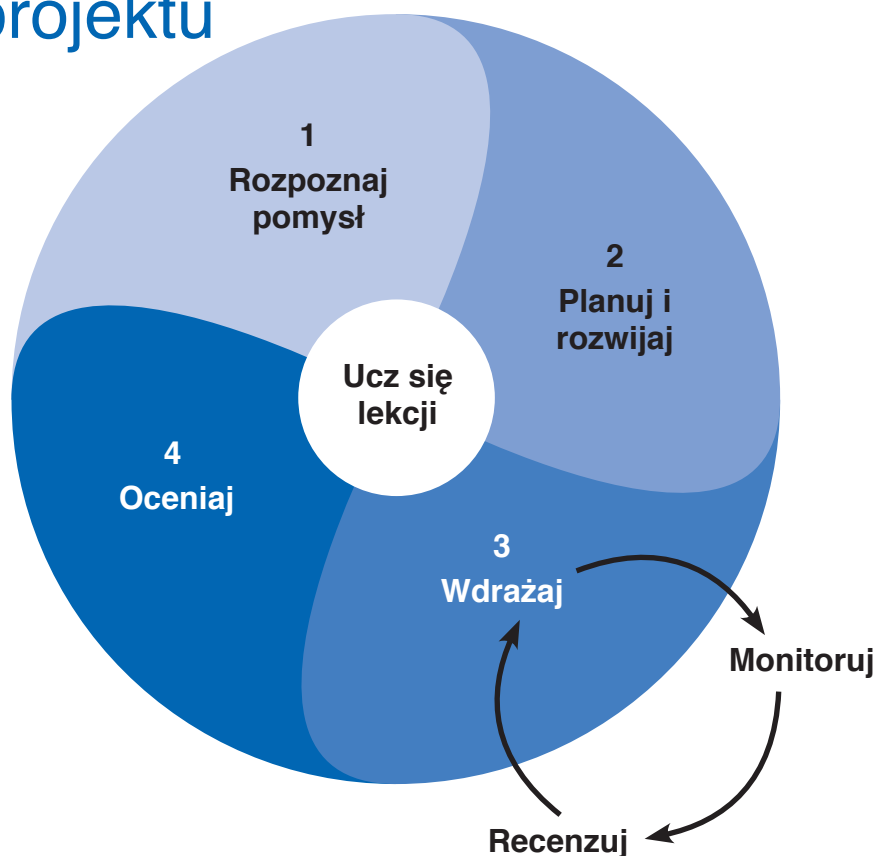 projektu
1
Rozpoznaj
pomysł
2
Planuj i
rozwijaj
Ucz się
lekcji
4
Oceniaj
3
Wdrażaj
Monitoruj
Recenzuj